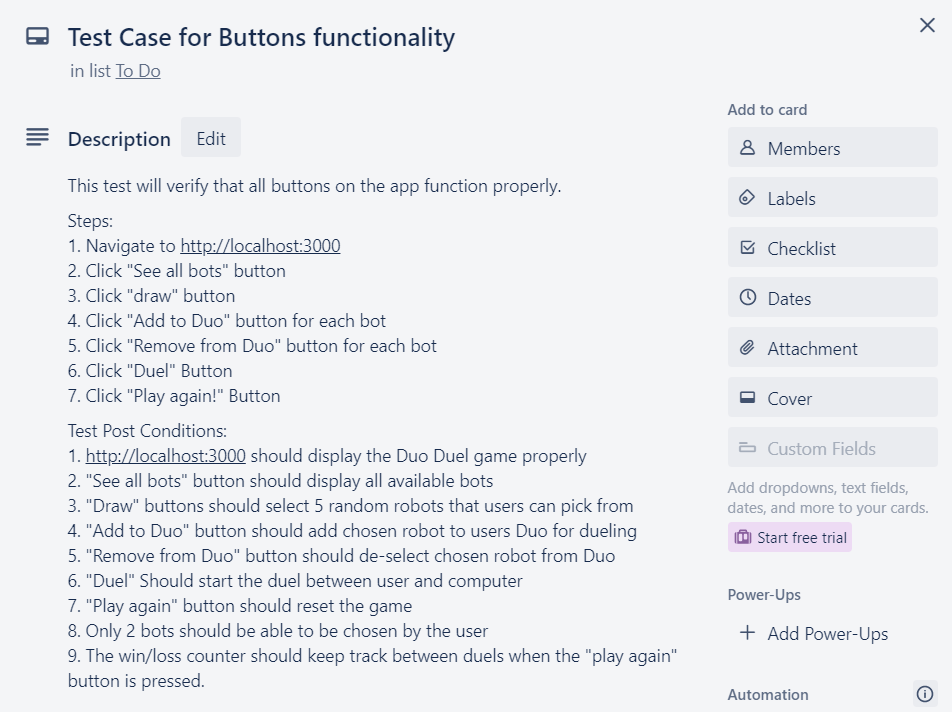 Test Case for Buttons functionality
in list To Do
Description
Edit
This test will verify that all buttons on the app function properly.
Steps:
1. Navigate to http://localhost:3000
2. Click "See all bots" button
3. Click "draw" button
4. Click "Add to Duo" button for each bot
5. Click "Remove from Duo" button for each bot
6. Click "Duel" Button
7. Click "Play again!" Button
Test Post Conditions:
1. http://localhost:3000 should display the Duo Duel game properly
2. "See all bots" button should display all available bots
3. "Draw" buttons should select 5 random robots that users can pick from
4. "Add to Duo" button should add chosen robot to users Duo for dueling
5. "Remove from Duo" button should de-select chosen robot from Duo
6. "Duel" Should start the duel between user and computer
7. "Play again" button should reset the game
8. Only 2 bots should be able to be chosen by the user
9. The win/loss counter should keep track between duels when the "play again"
button is pressed.
Add to card
Members
Labels
Checklist
Dates
Attachment
Cover
Custom Fields
Add dropdowns, text fields,
dates, and more to your cards.
Start free trial
Power-Ups
Add Power-Ups
Automation